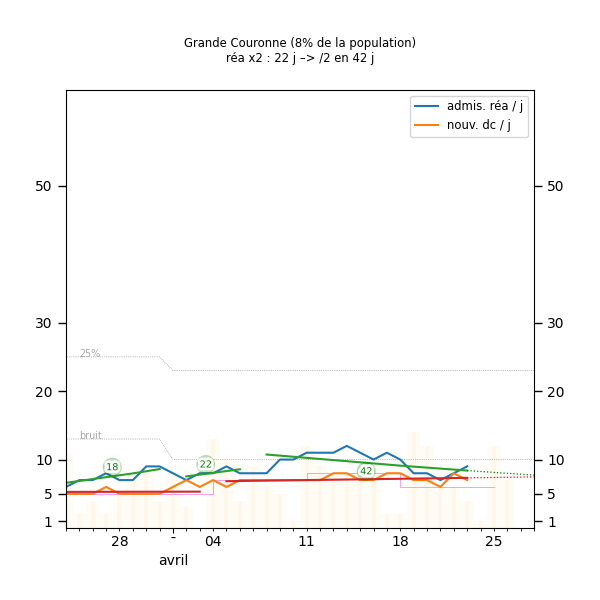 Grande Couronne (8% de la population)
réa x2 : 22 j –> /2 en 42 j
admis. réa / j
nouv. dc / j
50 50
30 30
25%
20 20
bruit
10 10
18 22 42
5 5
1 1
28 - 04 11 18 25
avril